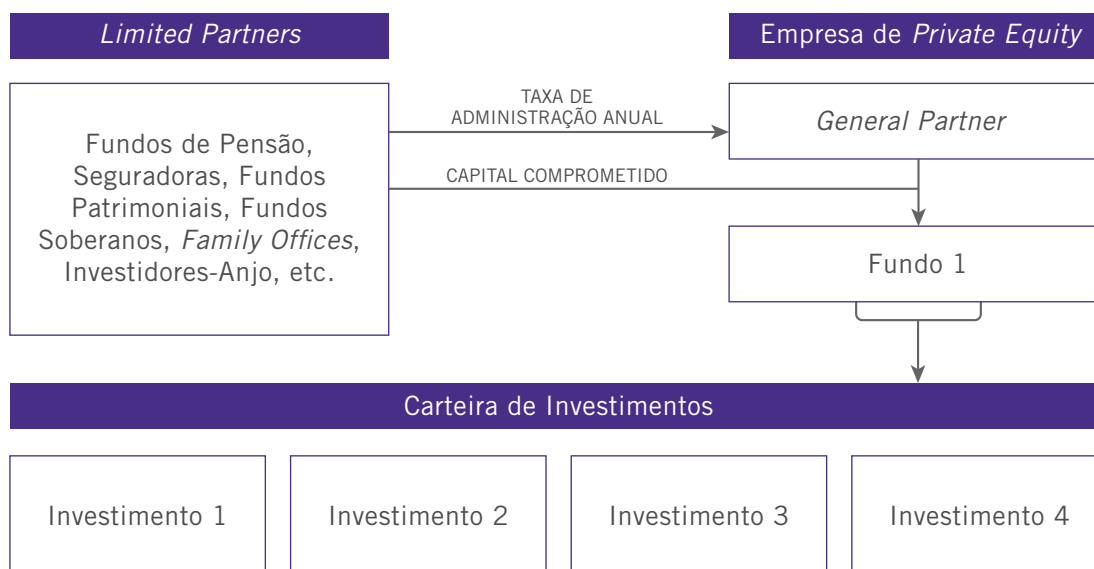 Limited Partners
Empresa de Private Equity
Fundos de Pensão,
Seguradoras, Fundos
Patrimoniais, Fundos
Soberanos, Family Offices,
Investidores-Anjo, etc.
TAXA DE
ADMINISTRAÇÃO ANUAL
CAPITAL COMPROMETIDO
General Partner
Fundo 1
Carteira de Investimentos
Investimento 1
Investimento 2
Investimento 3
Investimento 4